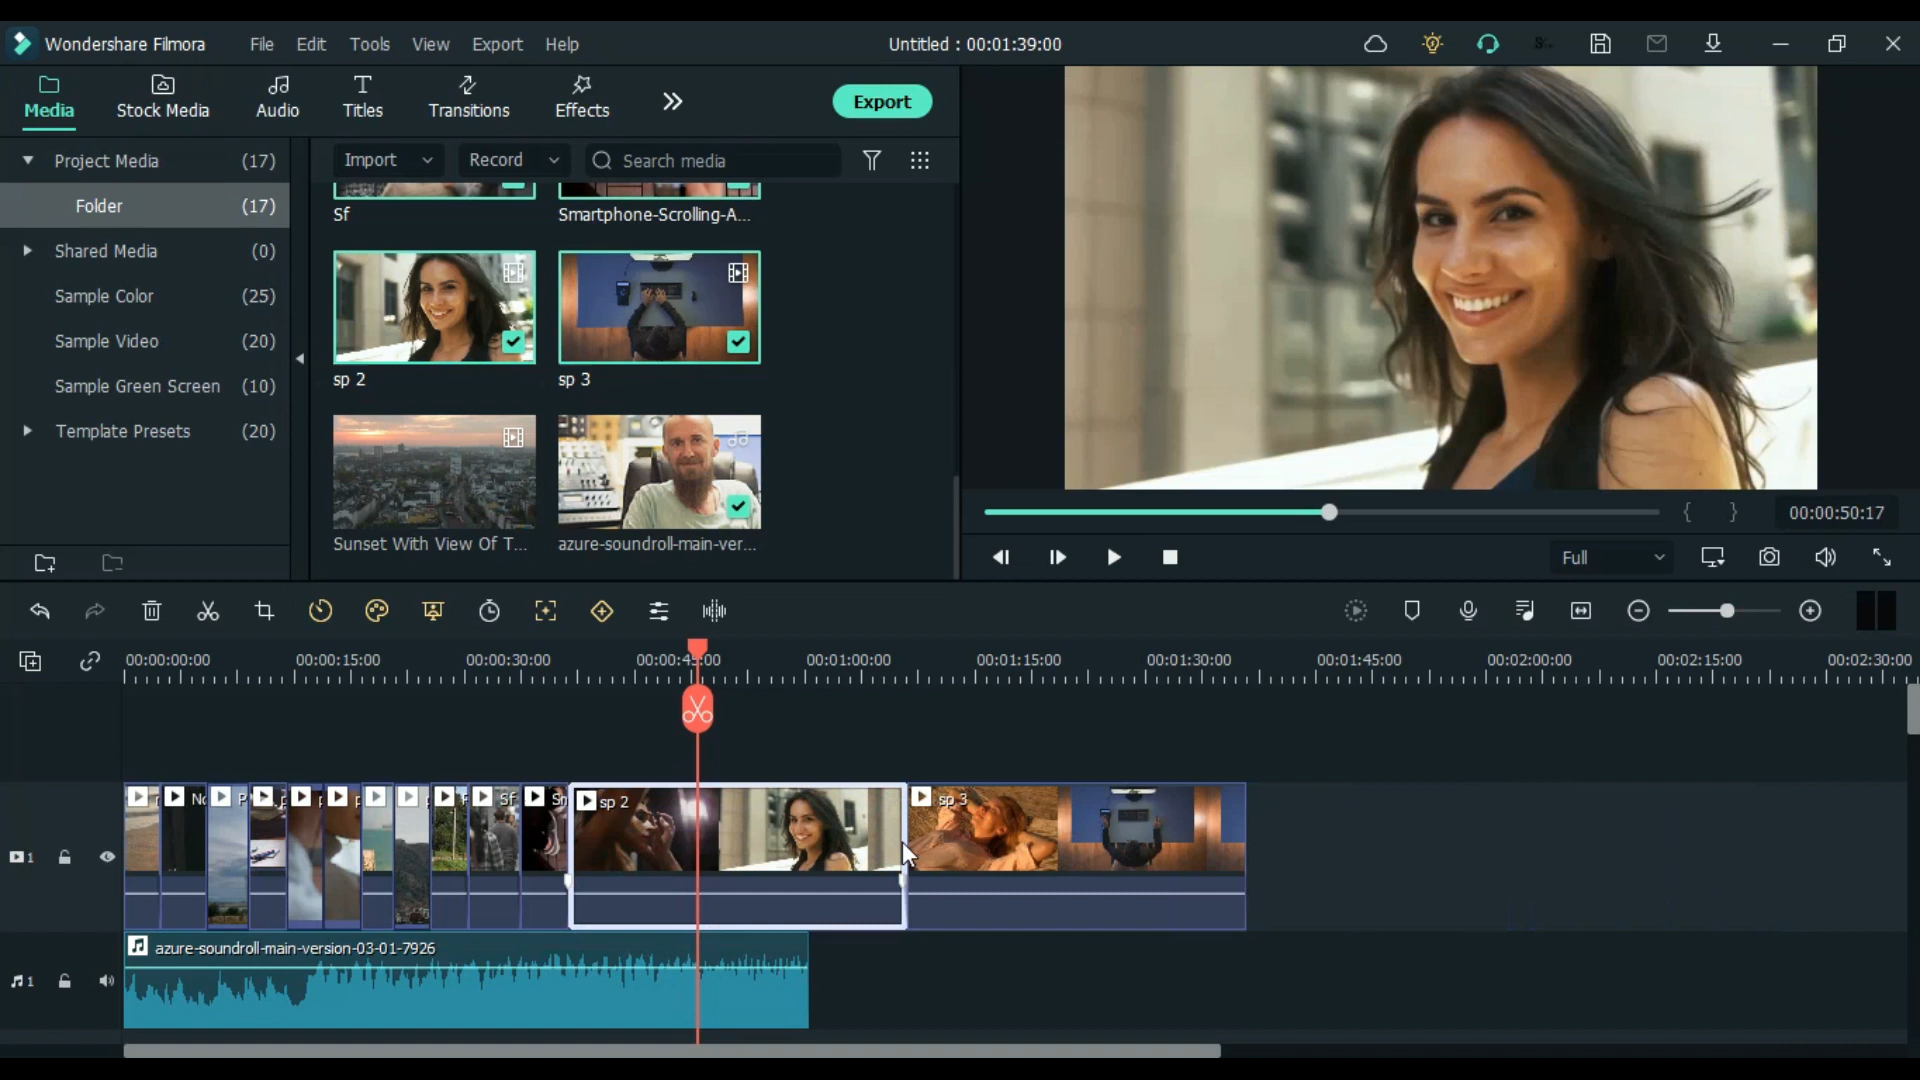 Wondershare Filmora File Edit Tools View Export Help Untitled : 00:01:39:00
Media Stock Media Audio Titles Transitions Effects Export
Project Media (17) Import Record Search media
Folder (17)
Sf Smartphone-Scrolling-A...
Shared Media (0)
Sample Color (25)
Sample Video (20)
sp 2 sp 3
Sample Green Screen (10)
Template Presets (20)
Sunset With View Of T... azure-soundroll-main-ver...
00:00:50:17
Full
00:00:00:00 00:00:15:00 00:00:30:00 00:00:45:00 00:01:00:00 00:01:15:00 00:01:30:00 00:01:45:00 00:02:00:00 00:02:15:00 00:02:30:00
Sf sp 2 sp 3
1
azure-soundroll-main-version-03-01-7926
1